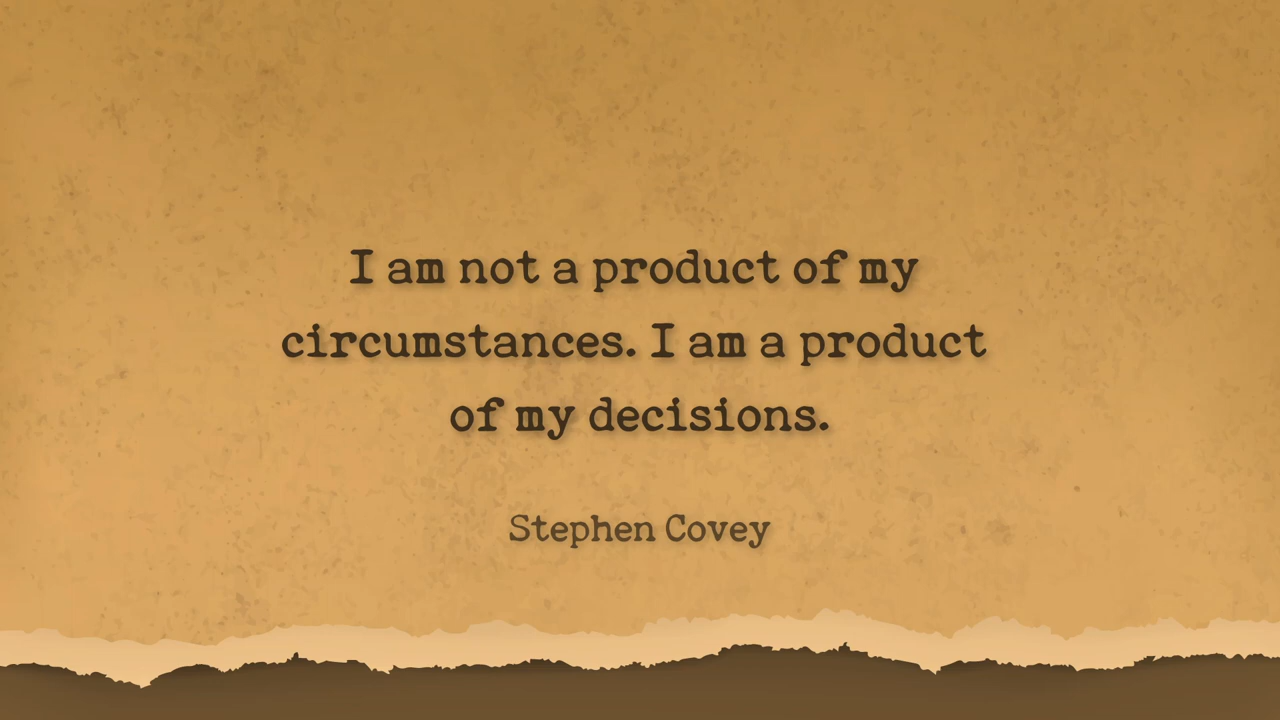 I am not a product of my
circumstances. I am a product
of my decisions.
Stephen Covey